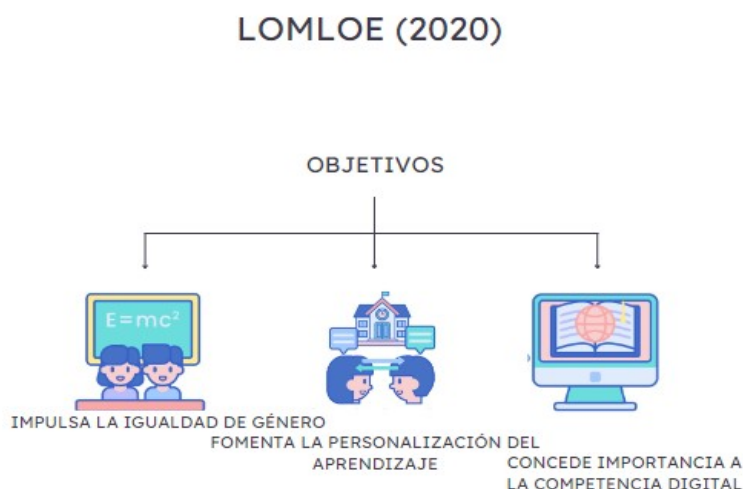 LOMLOE (2020)
OBJETIVOS
E=mc²
IMPULSA LA IGUALDAD DE GÉNERO
FOMENTA LA PERSONALIZACIÓN DEL
APRENDIZAJE
CONCEDE IMPORTANCIA A
LA COMPETENCIA DIGITAL